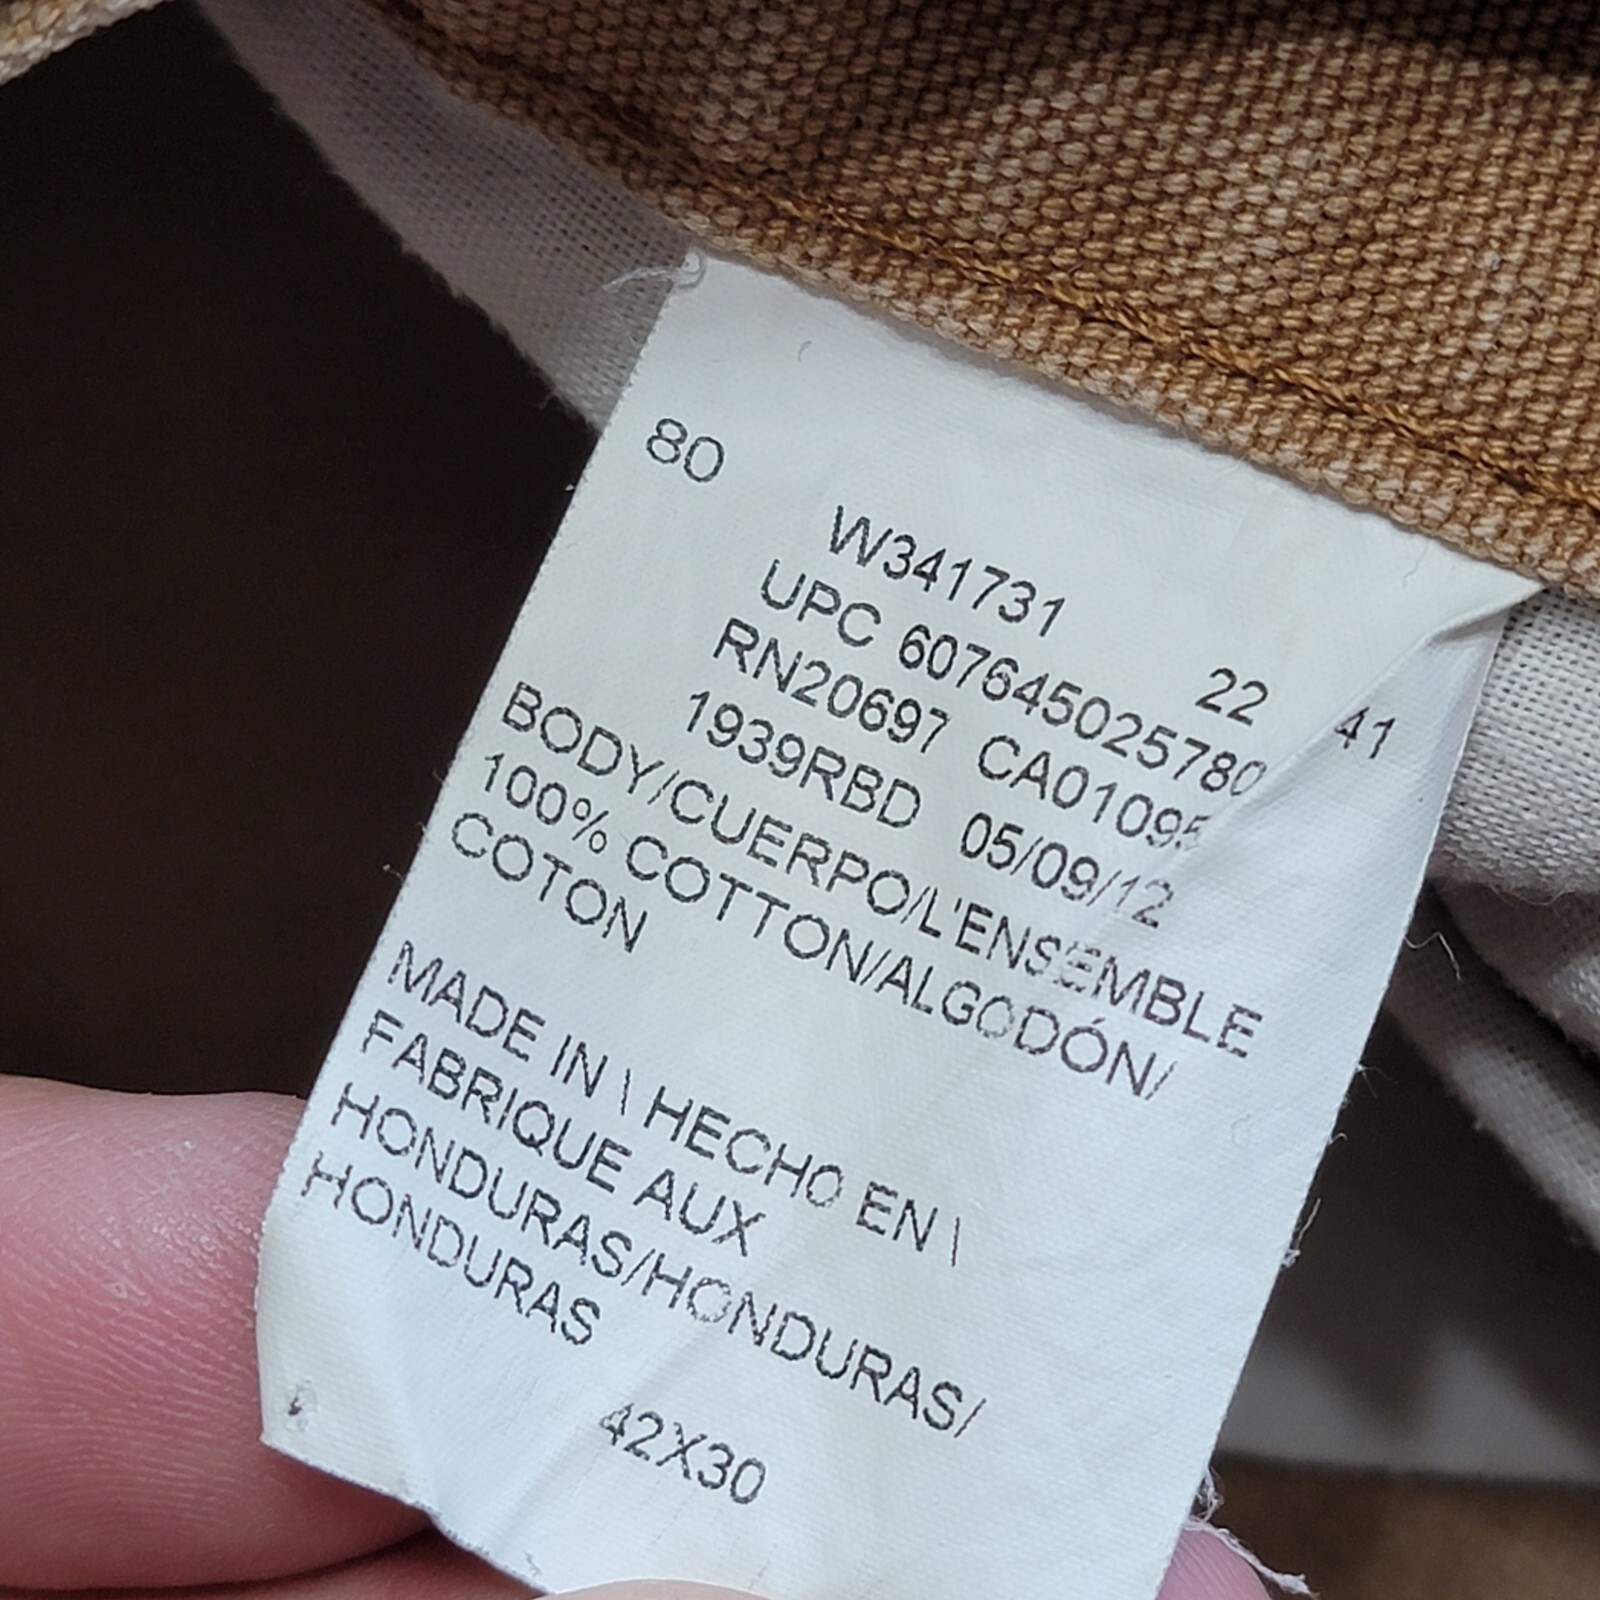 80
W341731
22 41
UPC 607645025780
RN20697 CA01095
1939RBD 05/09/12
BODY/CUERPO/L'ENSEMBLE
100% COTTON/ALGODÓN/
COTON
MADE IN \ HECHO EN \
FABRIQUE AUX
HONDURAS/HONDURAS/
HONDURAS
42X30